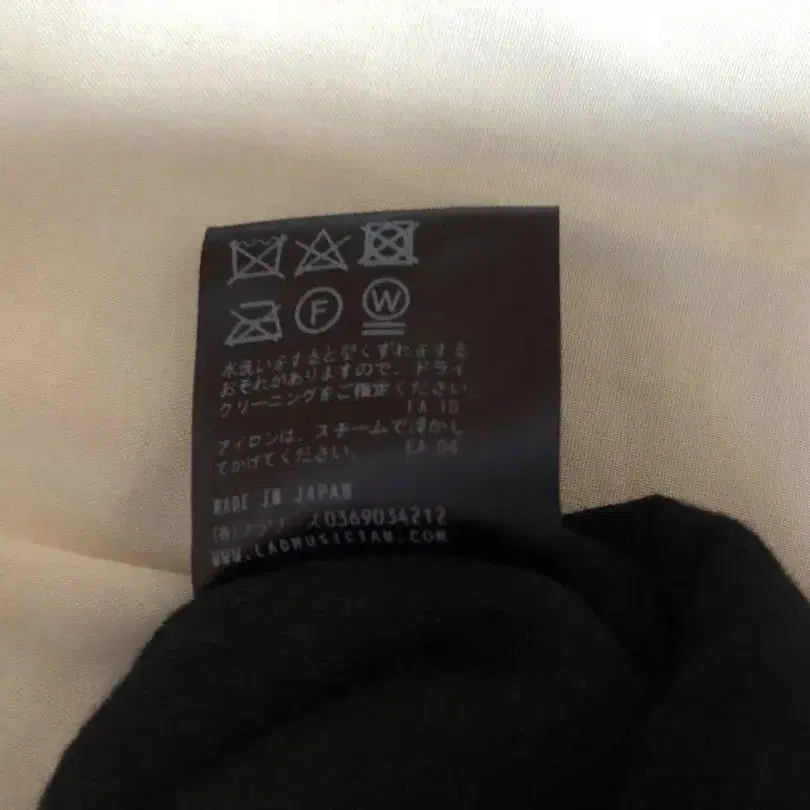 F W
水洗いをすると型くずれをする
おそれがありますので、ドライ
クリーニングをご指定ください。
EA 10
アイロンは、スチームで浮かし
てかけてください。 EA 04
MADE IN JAPAN
0369034212
WWW.LADMUSICIAN.COM